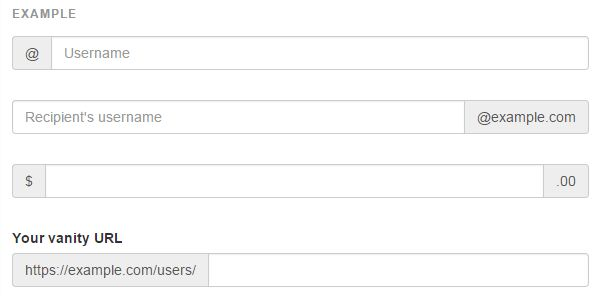 EXAMPLE
@ Username
Recipient's username @example.com
$ .00
Your vanity URL
https://example.com/users/